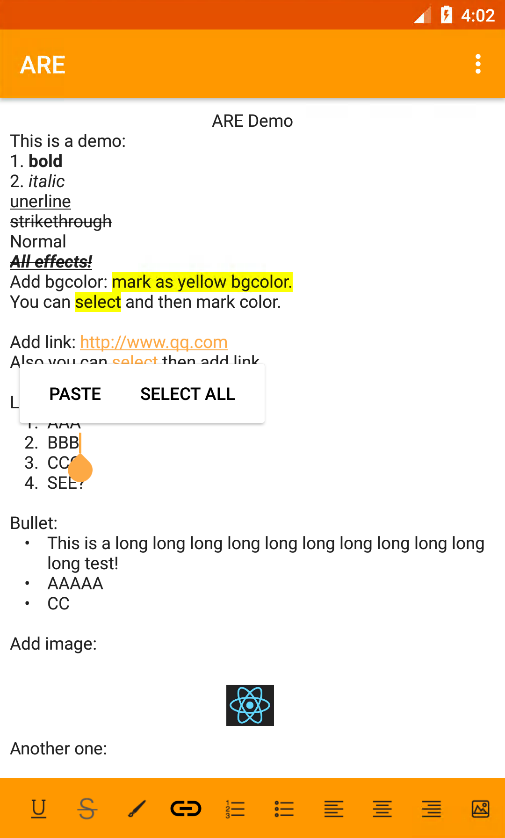 4:02
ARE
ARE Demo
This is a demo:
1. bold
2. italic
unerline
strikethrough
Normal
All effects!
Add bgcolor: mark as yellow bgcolor.
You can select and then mark color.
Add link: http://www.qq.com
Also you can select then add link
PASTE SELECT ALL
L
1. AAA
2. BBB
3. CC
4. SEE?
Bullet:
• This is a long long long long long long long long long long
long test!
• AAAAA
• CC
Add image:
Another one:
U S